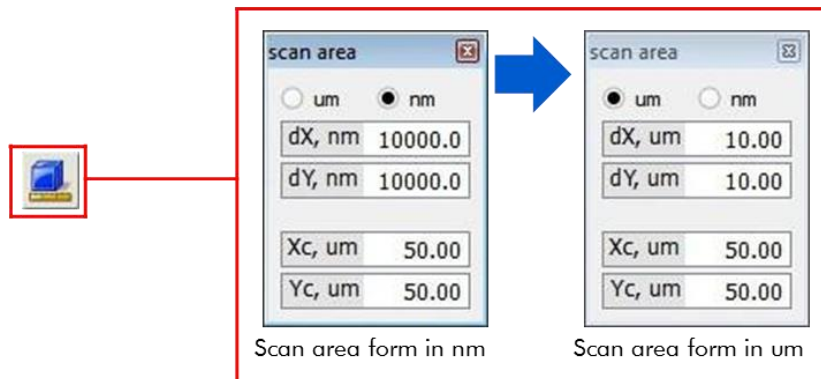 scan area
um nm
dX, nm 10000.0
dY, nm 10000.0
Xc, um 50.00
Yc, um 50.00
Scan area form in nm
scan area
um nm
dX, um 10.00
dY, um 10.00
Xc, um 50.00
Yc, um 50.00
Scan area form in um